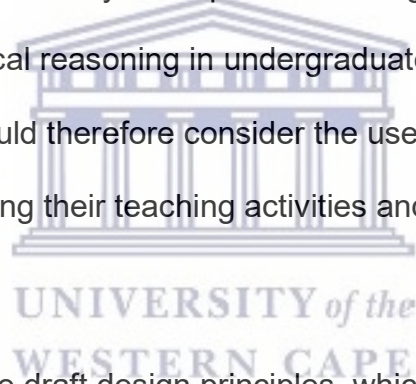 cal reasoning in undergraduate
uld therefore consider the use
ng their teaching activities and
UNIVERSITY of the
WESTERN CAPE
e draft design principles, which